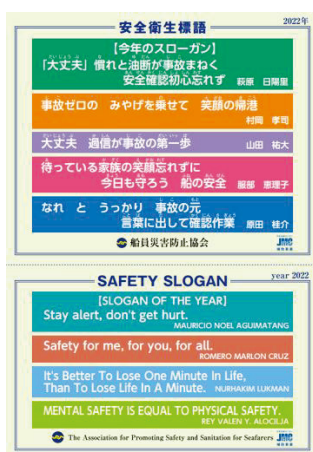 安全衛生標語
2022年
【今年のスローガン】
「大丈夫」慣れと油断が事故まねく
安全確認初心忘れず 萩原 日陽里
事故ゼロの みやげを乗せて 笑顔の帰港
村岡 孝司
大丈夫 過信が事故の第一歩 山田 祐大
待っている家族の笑顔忘れずに
今日も守ろう 船の安全 服部 恵理子
なれ と うっかり 事故の元
言葉に出して確認作業 原田 桂介
船員災害防止協会
SAFETY SLOGAN
year 2022
[SLOGAN OF THE YEAR]
Stay alert, don't get hurt.
MAURICIO NOEL AGUIMATANG
Safety for me, for you, for all.
ROMERO MARLON CRUZ
It's Better To Lose One Minute In Life,
Than To Lose Life In A Minute. NURHAKIM LUKMAN
MENTAL SAFETY IS EQUAL TO PHYSICAL SAFETY.
REY VALEN Y. ALOCILJA
The Association for Promoting Safety and Sanitation for Seafarers